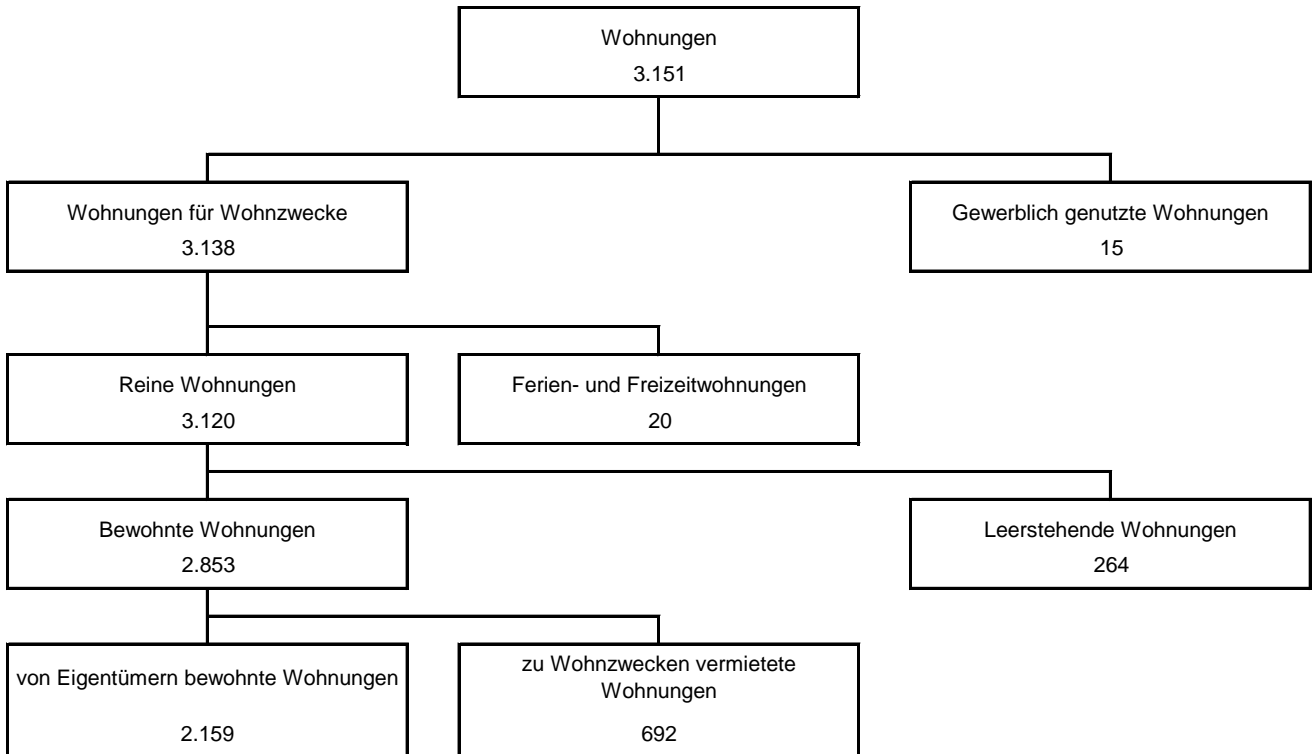 Wohnungen
3.151
Wohnungen für Wohnzwecke
3.138
Gewerblich genutzte Wohnungen
15
Reine Wohnungen
3.120
Ferien- und Freizeitwohnungen
20
Bewohnte Wohnungen
2.853
Leerstehende Wohnungen
264
von Eigentümern bewohnte Wohnungen
2.159
zu Wohnzwecken vermietete
Wohnungen
692